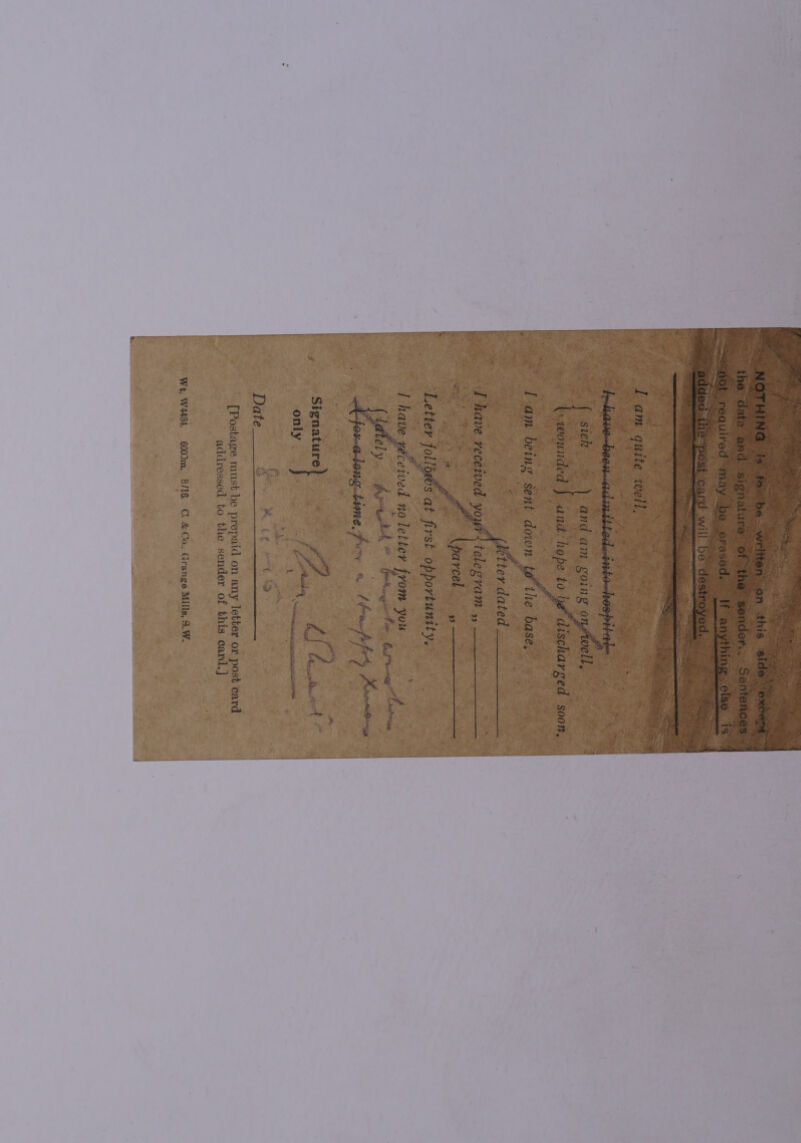 NOTHING is to be written on this side except
the date and signature of the sender. Sentences
not required may be erased. If anything else is
added the post card will be destroyed.
I am quite well.
I have been admitted into hospital
sick } and am going on well.
wounded } and hope to be discharged soon.
I am being sent down to the base.
letter dated
I have received your telegram „
parcel „
Letter follows at first opportunity.
I have received no letter from you
lately
for a long time. for a Happy Xmas
Signature
only
Date
[Postage must be prepaid on any letter or post card
addressed to the sender of this card.]
Wt. 6000m. C. & Co., Grange Mills, S.W.